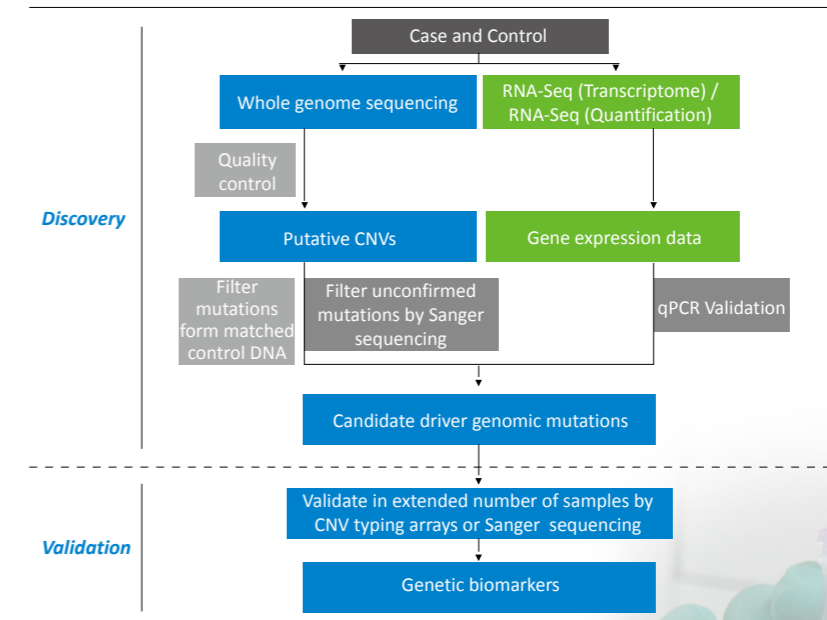 Case and Control
Whole genome sequencing
RNA-Seq (Transcriptome) /
RNA-Seq (Quantification)
Quality
control
Discovery
Putative CNVs
Gene expression data
Filter
mutations
form matched
control DNA
Filter unconfirmed
mutations by Sanger
sequencing
qPCR Validation
Candidate driver genomic mutations
Validation
Validate in extended number of samples by
CNV typing arrays or Sanger sequencing
Genetic biomarkers